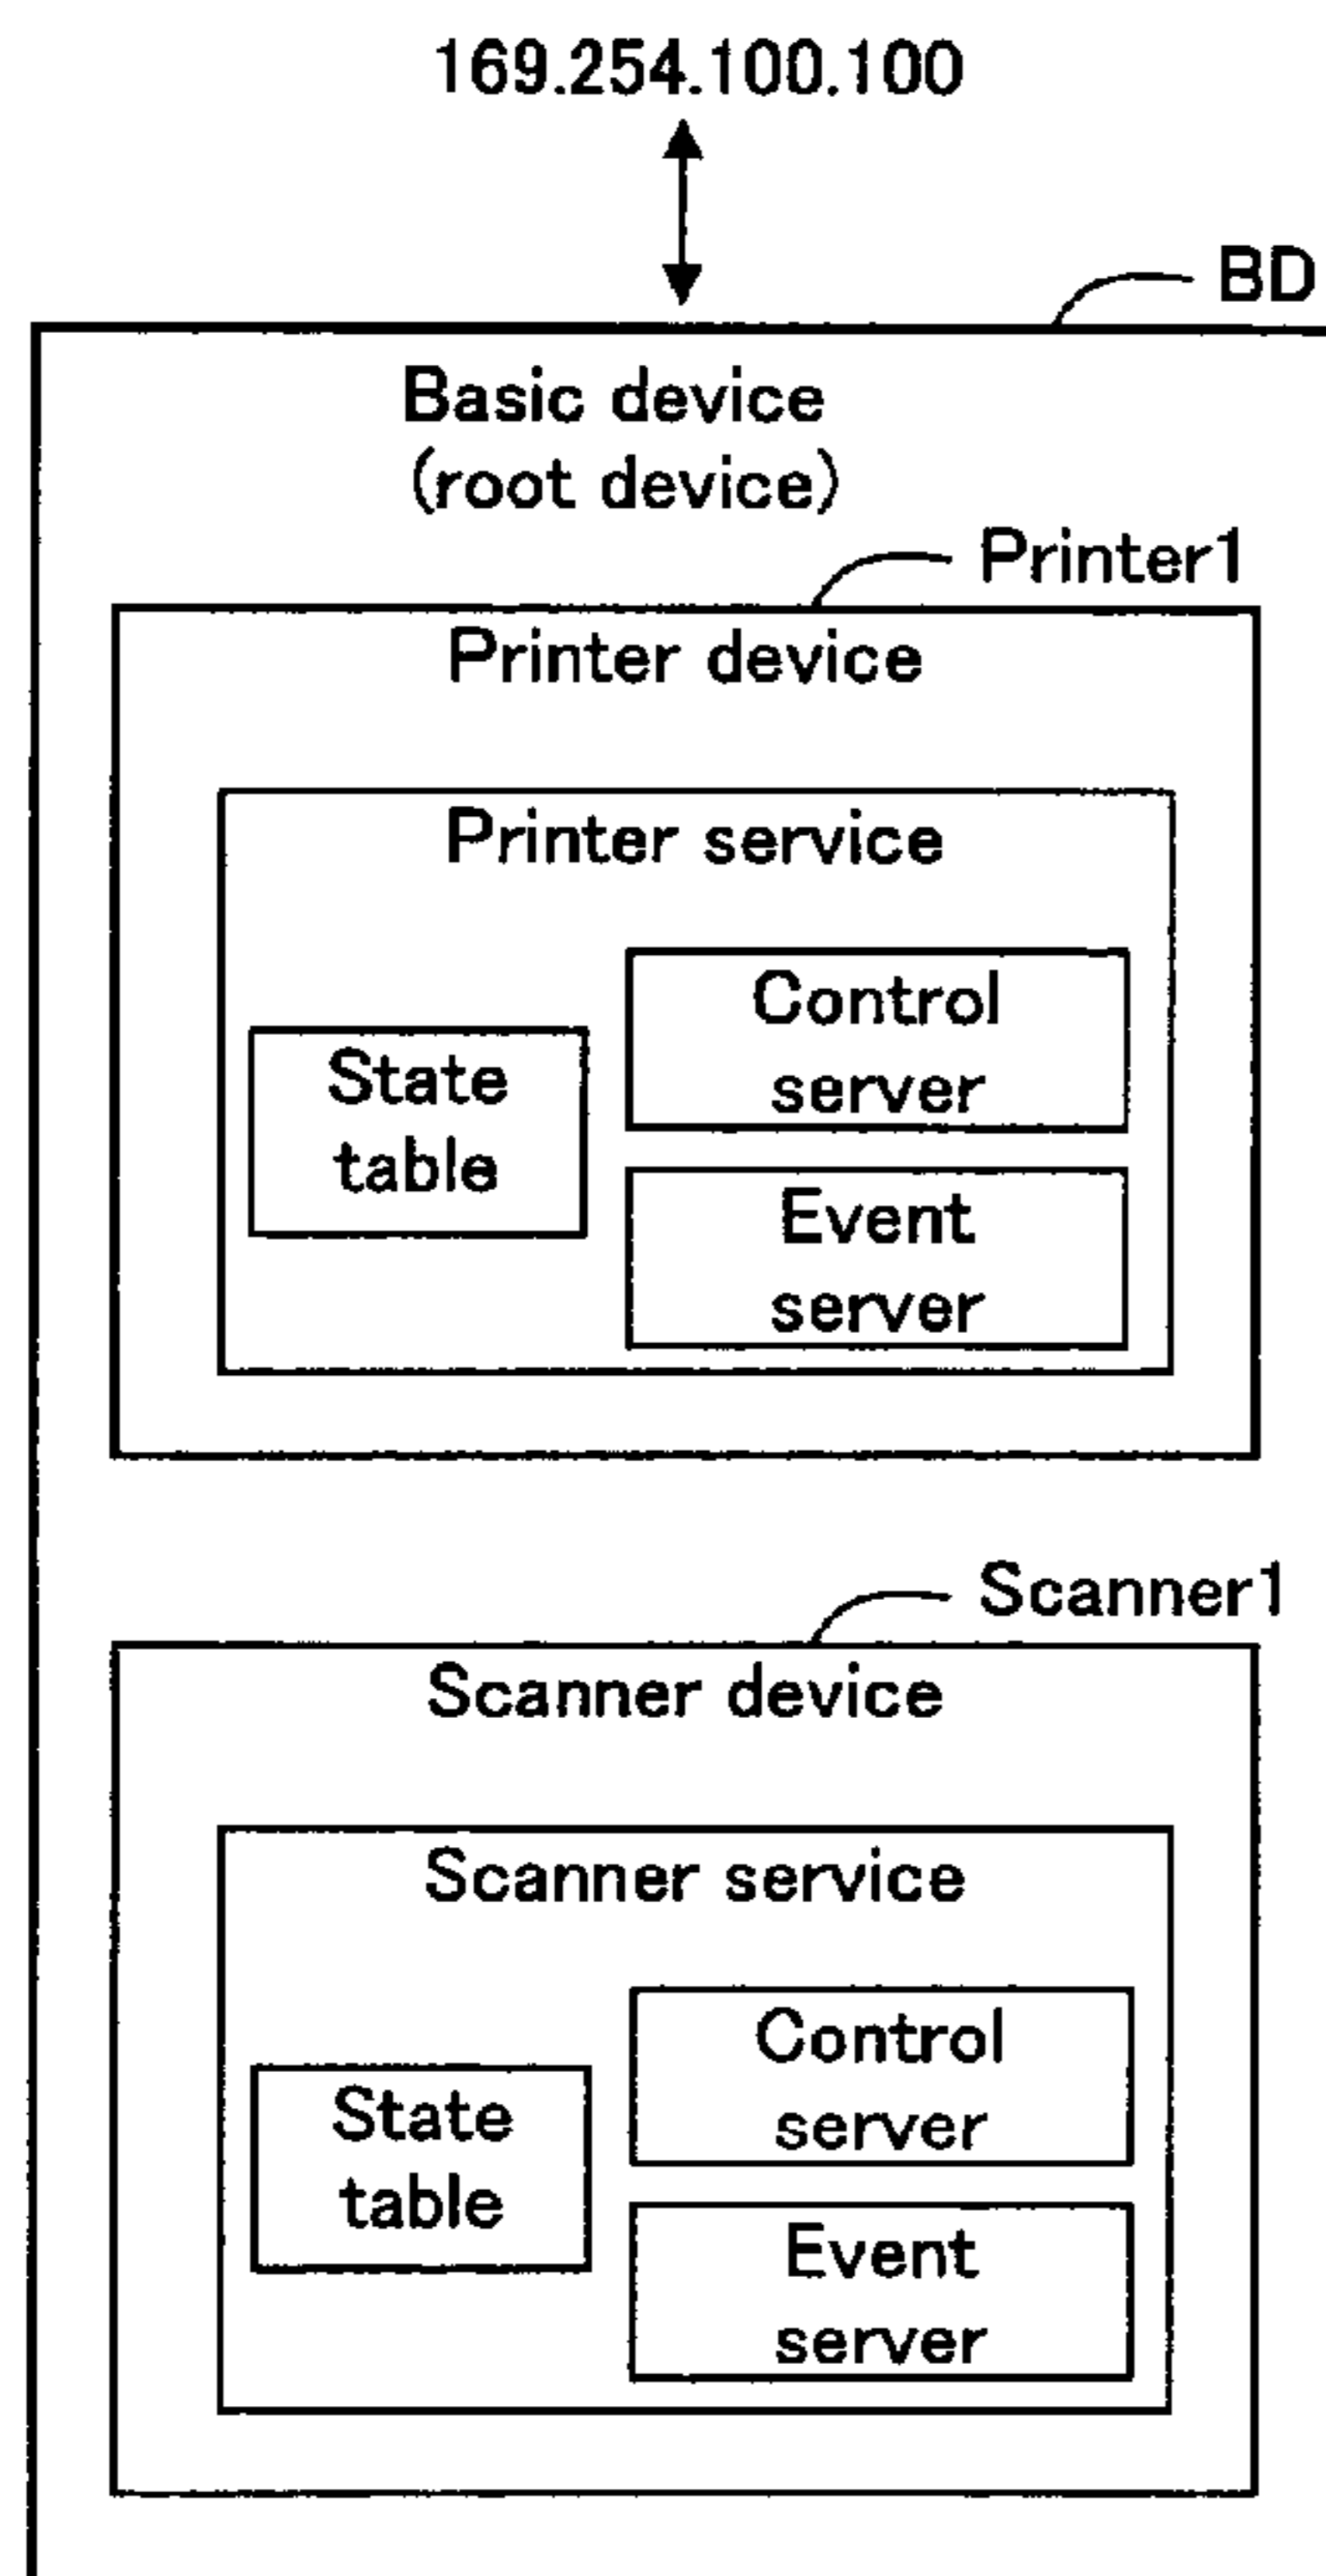 169.254.100.100
BD
Basic device
(root device)
Printer1
Printer device
Printer service
Control
server
State
table
Event
server
Scanner1
Scanner device
Scanner service
Control
server
State
table
Event
server